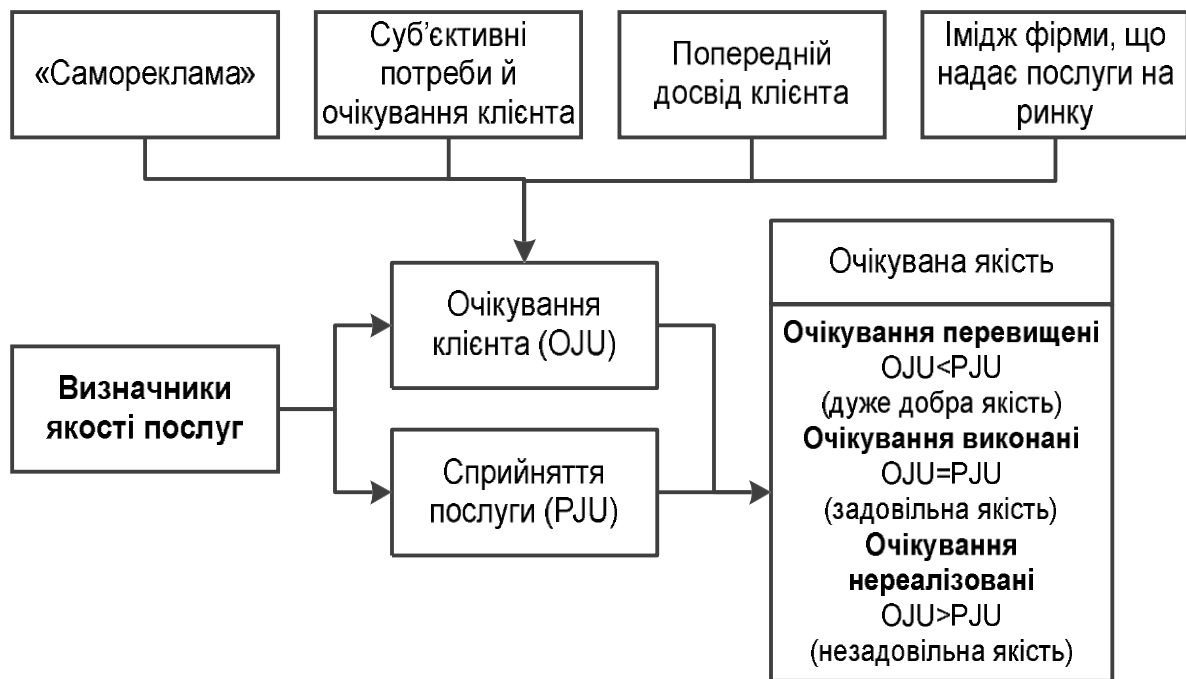 «Самореклама»
Суб’єктивні
потреби й
очікування клієнта
Попередній
досвід клієнта
Імідж фірми, що
надає послуги на
ринку
Визначники
якості послуг
Очікування
клієнта (OJU)
Сприйняття
послуги (PJU)
Очікувана якість
Очікування перевищені
OJU<PJU
(дуже добра якість)
Очікування виконані
OJU=PJU
(задовільна якість)
Очікування
нереалізовані
OJU>PJU
(незадовільна якість)